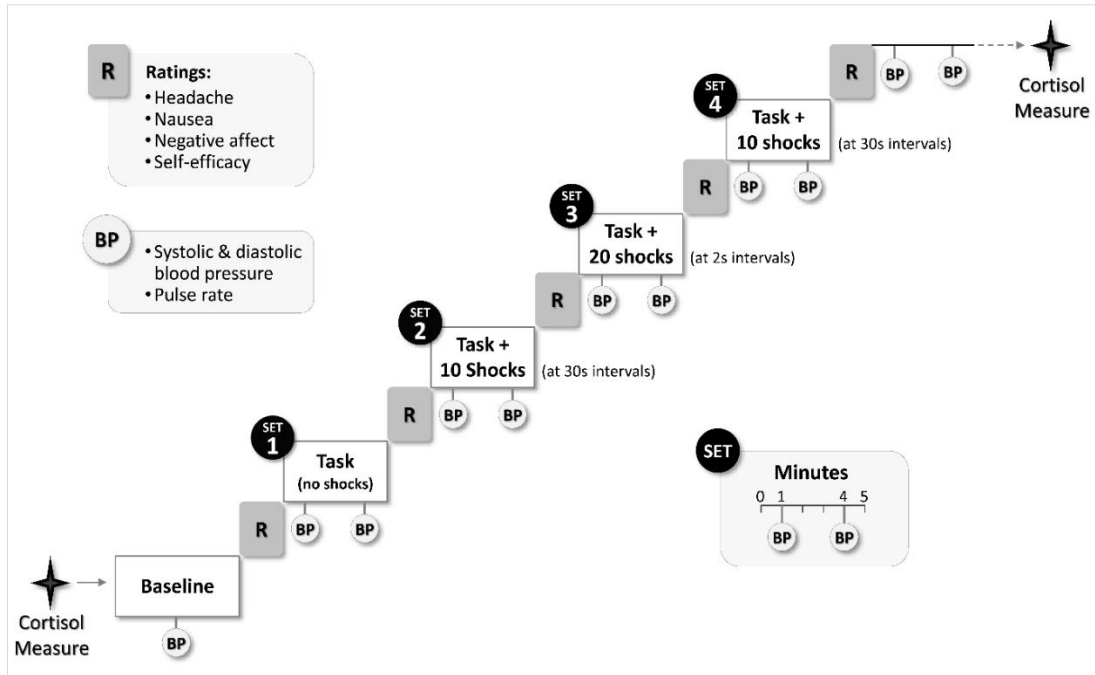 R
Ratings:
• Headache
• Nausea
• Negative affect
• Self-efficacy
BP
• Systolic & diastolic
blood pressure
• Pulse rate
Cortisol
Measure
Baseline
BP
R
SET
1
Task
(no shocks)
BP BP
R
SET
2
Task +
10 Shocks
(at 30s intervals)
BP BP
R
SET
3
Task +
20 shocks
(at 2s intervals)
BP BP
R
SET
4
Task +
10 shocks
(at 30s intervals)
BP BP
R
BP BP
Cortisol
Measure
SET
Minutes
0 1 4 5
BP BP